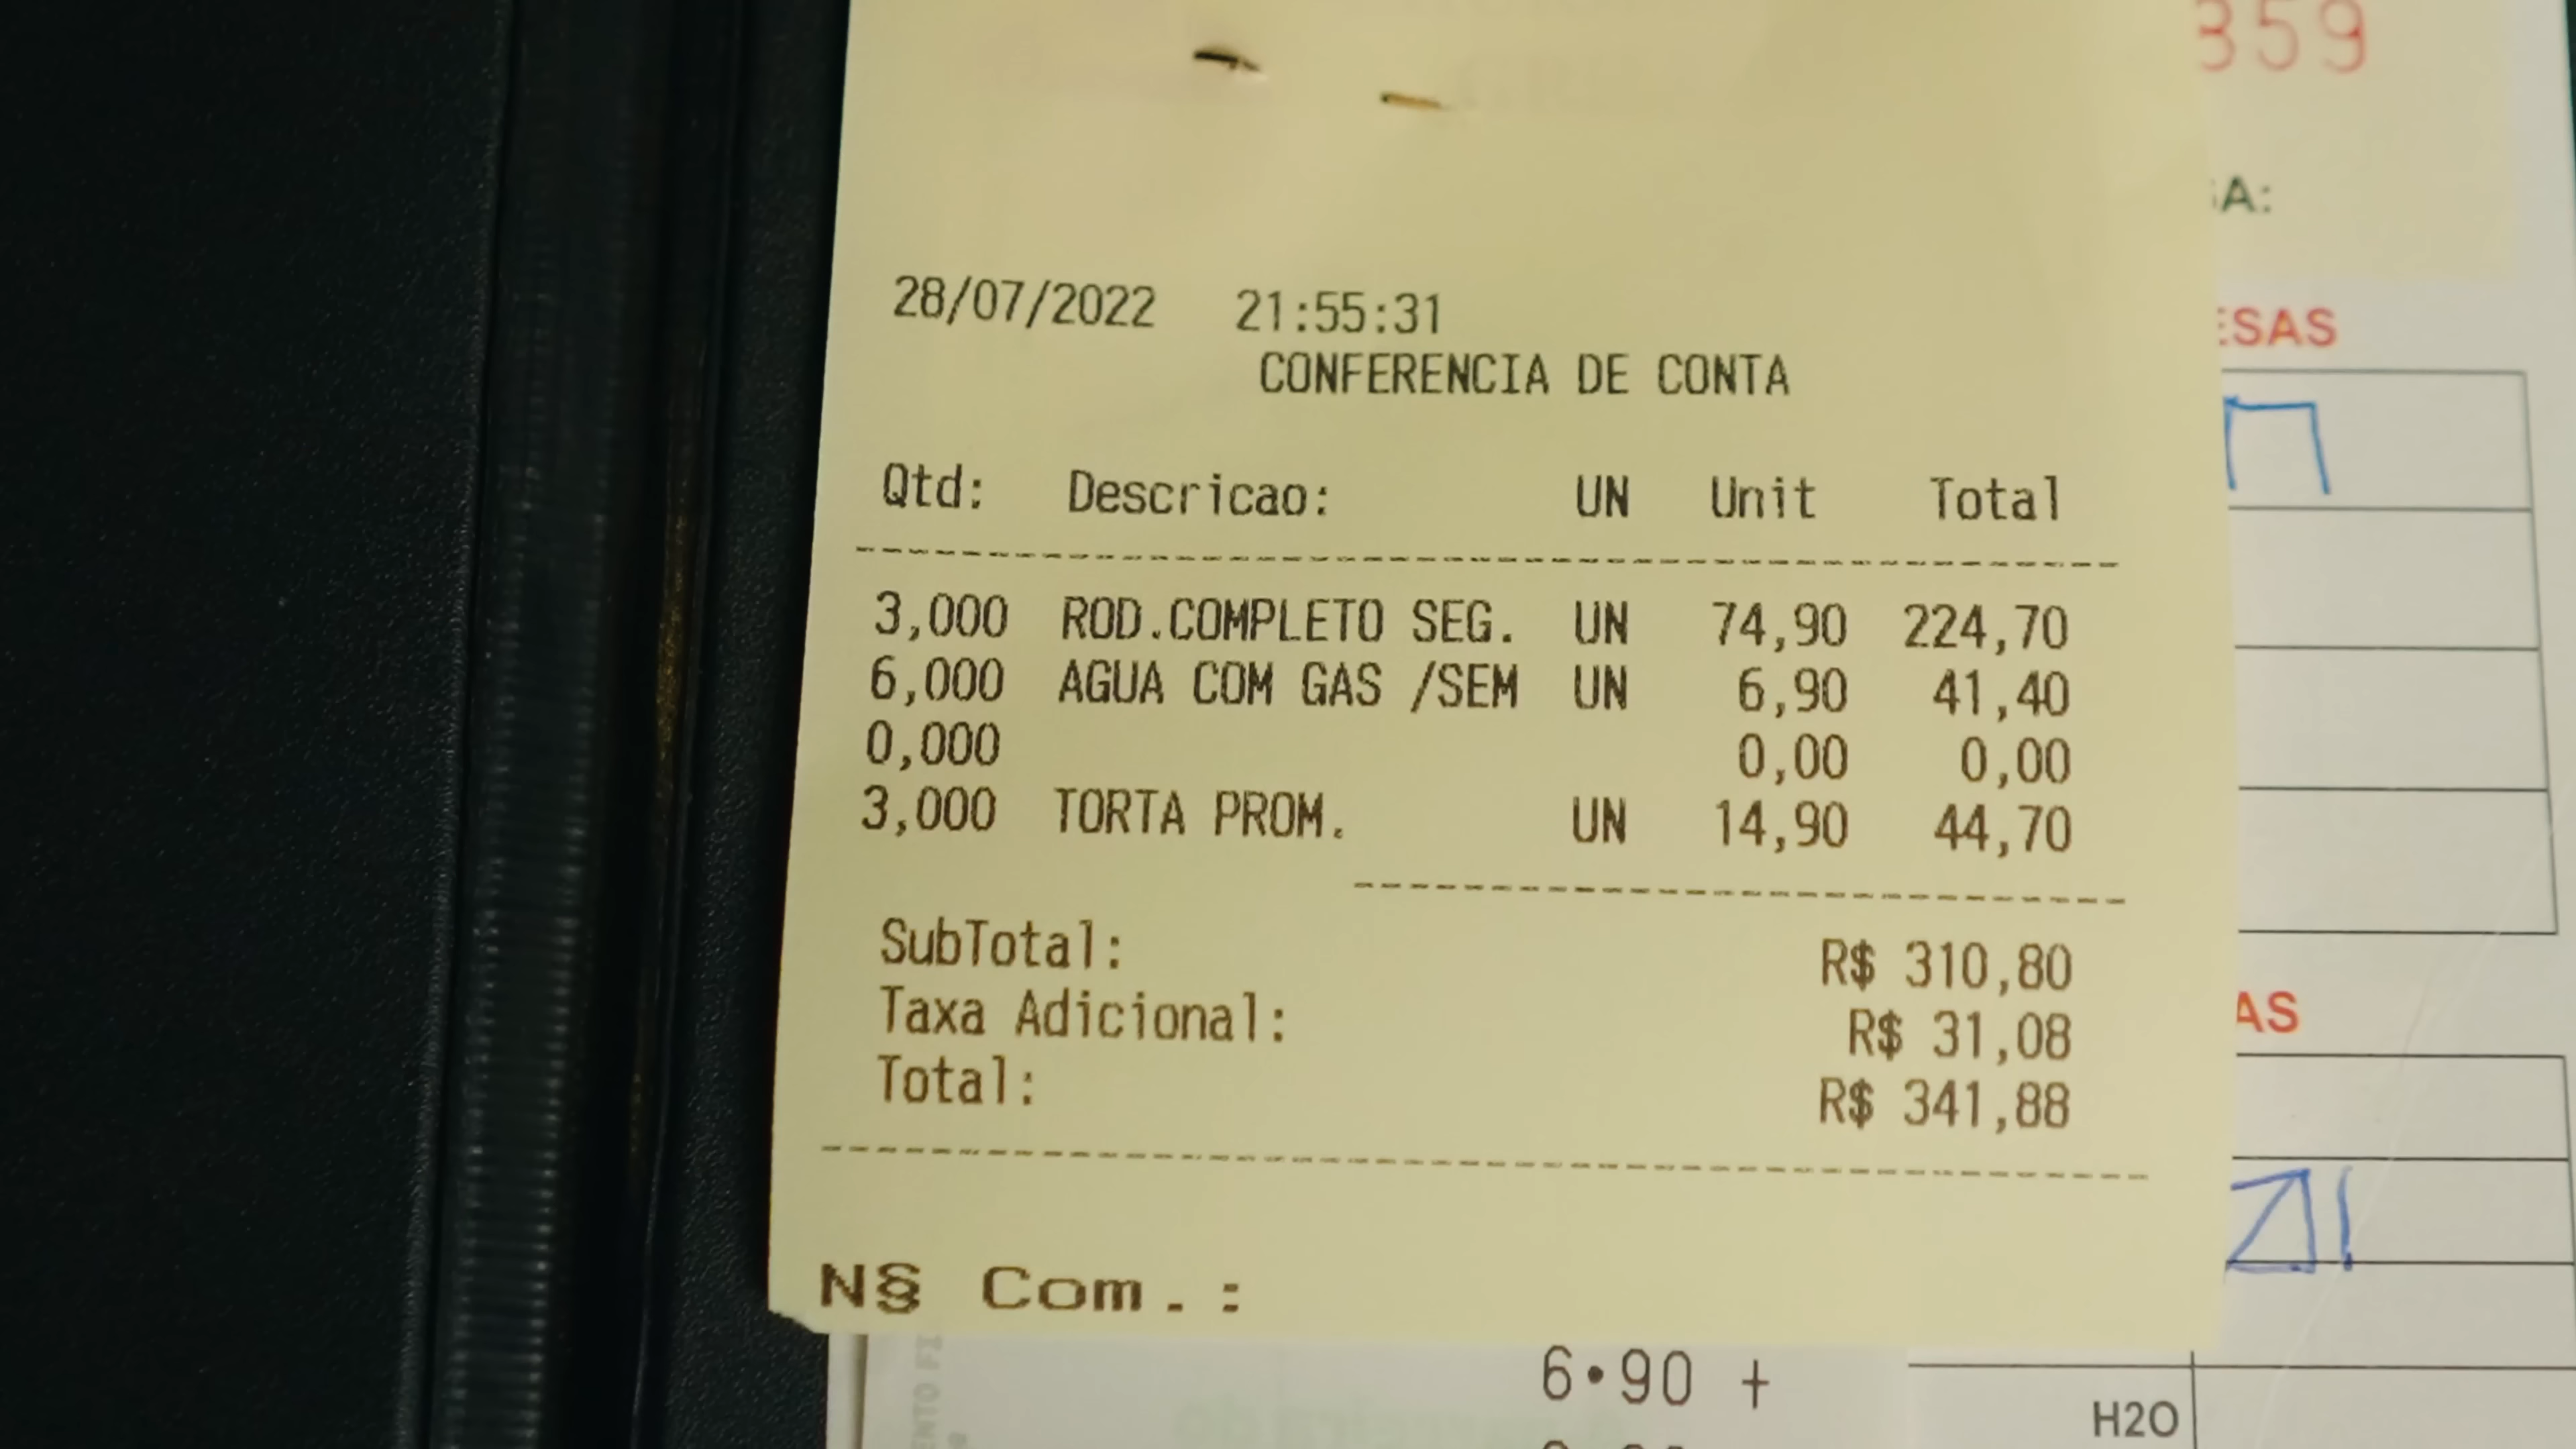 359
28/07/2022 21:55:31
CONFERENCIA DE CONTA
Qtd: Descricao: UN Unit Total
3,000 ROD.COMPLETO SEG. UN 74,90 224,70
6,000 AGUA COM GAS /SEM UN 6,90 41,40
0,000 0,00 0,00
3,000 TORTA PROM. UN 14,90 44,70
SubTotal: R$ 310,80
Taxa Adicional: R$ 31,08
Total: R$ 341,88
N§ Com.:
6•90 +
H2O